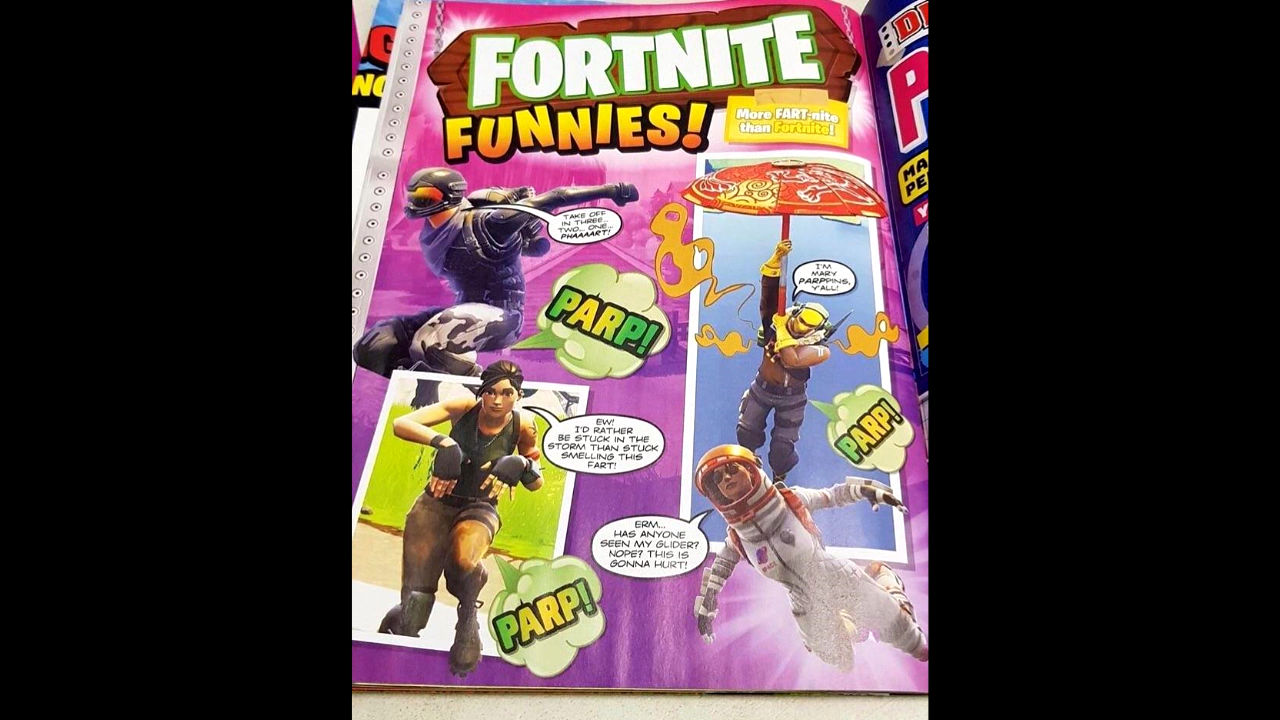 FORTNITE
FUNNIES!
More FART-nite
than Fortnite!
TAKE OFF
IN THREE...
TWO... ONE...
PHAAAART!
PARP!
I'M
MARY
PARPPINS,
Y'ALL!
PARP!
EW!
I'D RATHER
BE STUCK IN THE
STORM THAN STUCK
SMELLING THIS
FART!
PARP!
ERM...
HAS ANYONE
SEEN MY GLIDER?
NOPE? THIS IS
GONNA HURT!